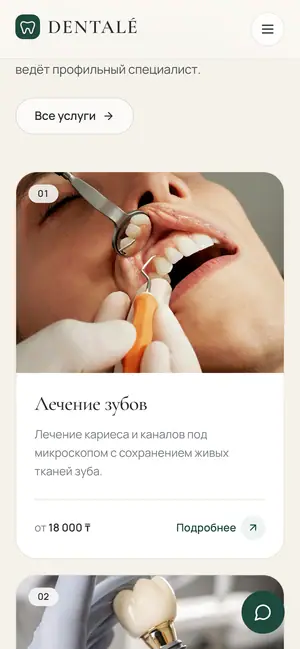 DENTALÉ
ведёт профильный специалист.
Все услуги →
01
Лечение зубов
Лечение кариеса и каналов под
микроскопом с сохранением живых
тканей зуба.
от 18 000 ₸
Подробнее
02